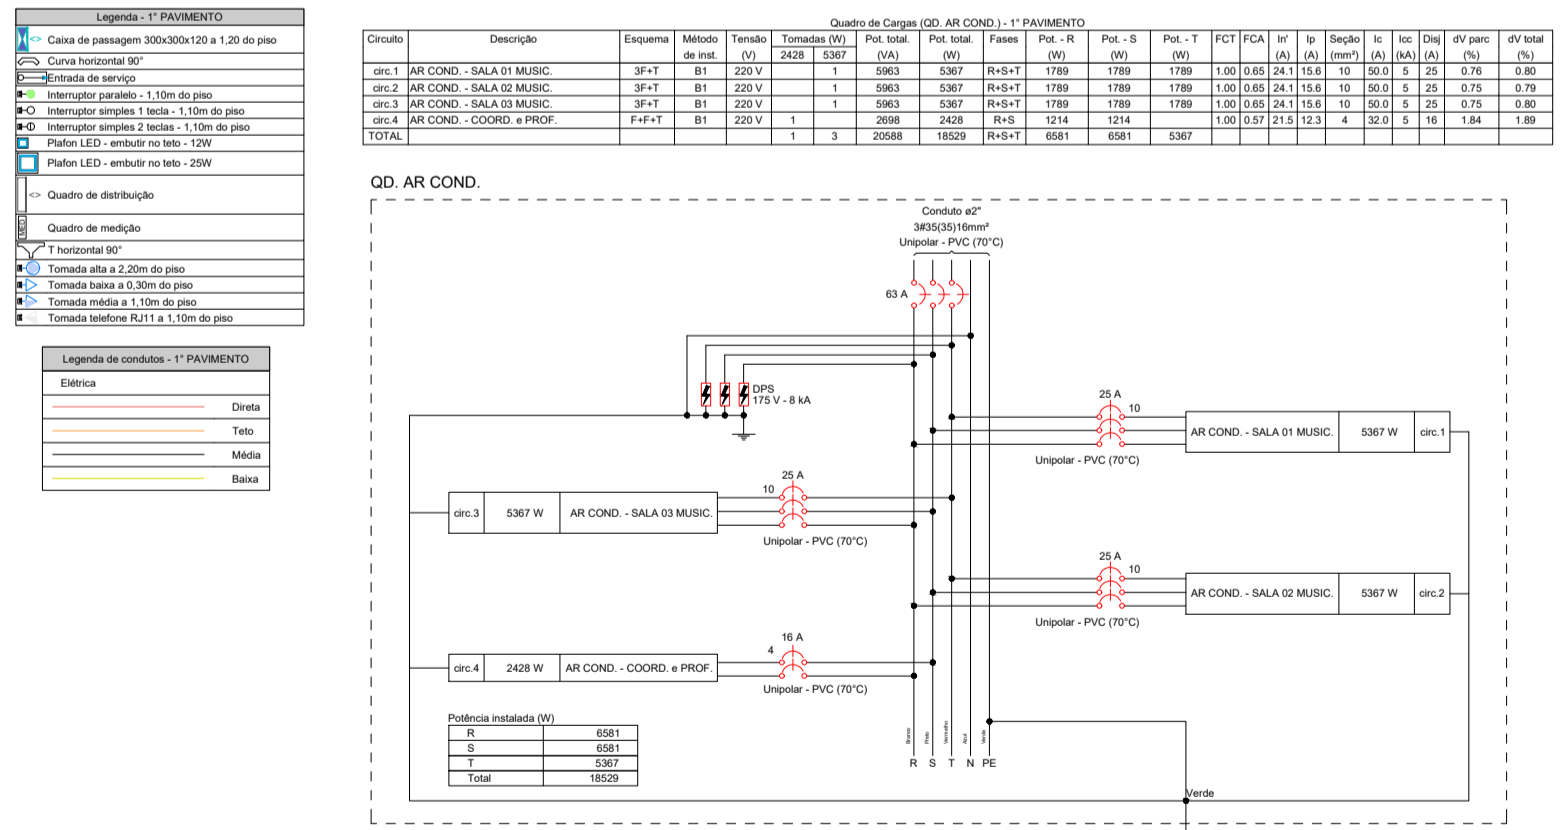 Legenda - 1° PAVIMENTO
<> Caixa de passagem 300x300x120 a 1,20 do piso
Curva horizontal 90°
Entrada de serviço
Interruptor paralelo - 1,10m do piso
Interruptor simples 1 tecla - 1,10m do piso
Interruptor simples 2 teclas - 1,10m do piso
Plafon LED - embutir no teto - 12W
Plafon LED - embutir no teto - 25W
<> Quadro de distribuição
MED Quadro de medição
T horizontal 90°
Tomada alta a 2,20m do piso
Tomada baixa a 0,30m do piso
Tomada média a 1,10m do piso
Tomada telefone RJ11 a 1,10m do piso
Legenda de condutos - 1° PAVIMENTO
Elétrica
Direta
Teto
Média
Baixa
Quadro de Cargas (QD. AR COND.) - 1° PAVIMENTO
Circuito Descrição Esquema Método Tensão Tomadas (W) Pot. total. Pot. total. Fases Pot. - R Pot. - S Pot. - T FCT FCA In' Ip Seção Ic Icc Disj dV parc dV total
de inst. (V) 2428 5367 (VA) (W) (W) (W) (W) (A) (A) (mm²) (A) (kA) (A) (%) (%)
circ.1 AR COND. - SALA 01 MUSIC. 3F+T B1 220 V 1 5963 5367 R+S+T 1789 1789 1789 1.00 0.65 24.1 15.6 10 50.0 5 25 0.76 0.80
circ.2 AR COND. - SALA 02 MUSIC. 3F+T B1 220 V 1 5963 5367 R+S+T 1789 1789 1789 1.00 0.65 24.1 15.6 10 50.0 5 25 0.75 0.79
circ.3 AR COND. - SALA 03 MUSIC. 3F+T B1 220 V 1 5963 5367 R+S+T 1789 1789 1789 1.00 0.65 24.1 15.6 10 50.0 5 25 0.75 0.80
circ.4 AR COND. - COORD. e PROF. F+F+T B1 220 V 1 2698 2428 R+S 1214 1214 1.00 0.57 21.5 12.3 4 32.0 5 16 1.84 1.89
TOTAL 1 3 20588 18529 R+S+T 6581 6581 5367
QD. AR COND.
Conduto ø2"
3#35(35)16mm²
Unipolar - PVC (70°C)
63 A
DPS
175 V - 8 kA
25 A
10
AR COND. - SALA 01 MUSIC. 5367 W circ.1
Unipolar - PVC (70°C)
25 A
10
circ.3 5367 W AR COND. - SALA 03 MUSIC.
Unipolar - PVC (70°C)
25 A
10
AR COND. - SALA 02 MUSIC. 5367 W circ.2
Unipolar - PVC (70°C)
16 A
4
circ.4 2428 W AR COND. - COORD. e PROF.
Unipolar - PVC (70°C)
Potência instalada (W)
R 6581
S 6581
T 5367
Total 18529
Branco Preto Vermelho Azul Verde
R S T N PE
Verde